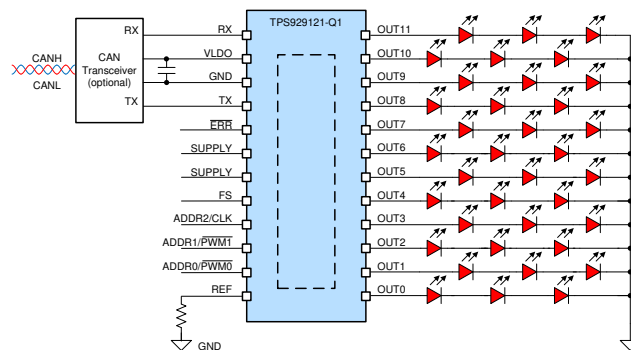 TPS929121-Q1
RX RX OUT11
CANH CAN VLDO OUT10
Transceiver
CANL (optional) GND OUT9
TX TX OUT8
ERR OUT7
SUPPLY OUT6
SUPPLY OUT5
FS OUT4
ADDR2/CLK OUT3
ADDR1/PWM1 OUT2
ADDR0/PWM0 OUT1
REF OUT0
GND